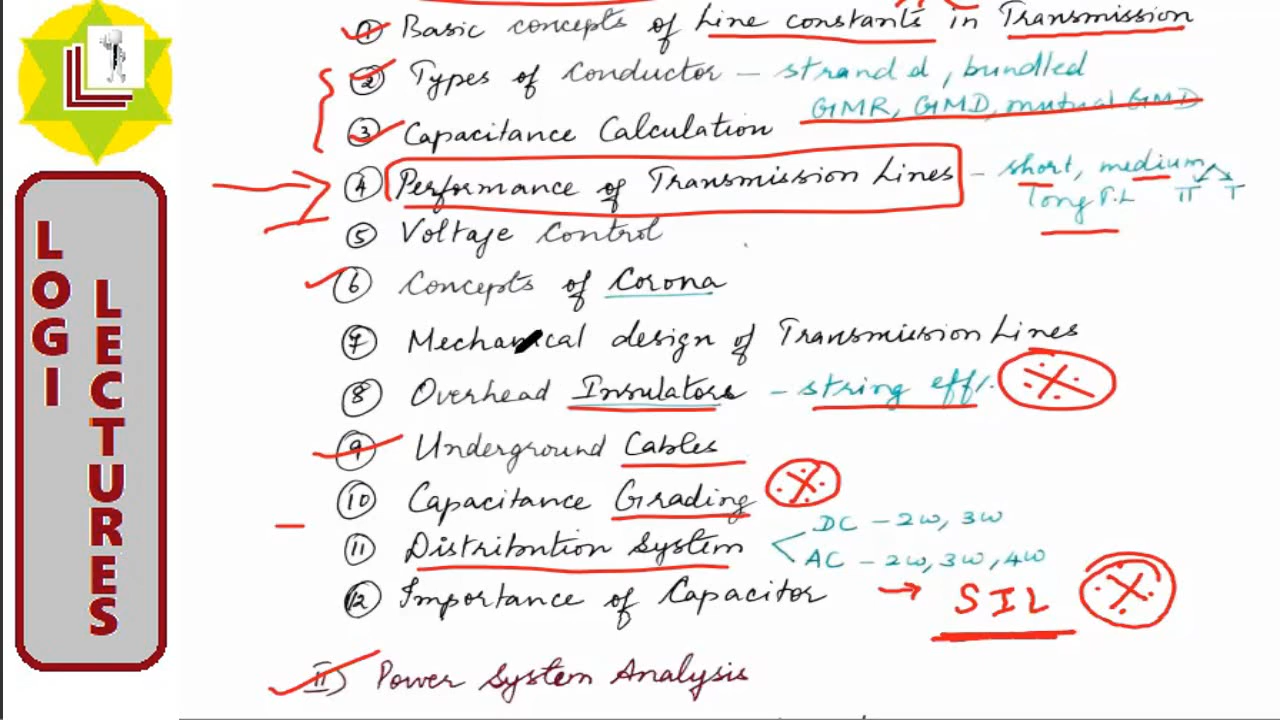 LOGI LECTURES
① Basic concepts of Line constants in Transmission
② Types of Conductor - strand d, bundled
GMR, GMD, mutual GMD
③ Capacitance Calculation
④ Performance of Transmission Lines - short, medium
long T.L π T
⑤ Voltage Control
⑥ Concepts of Corona
⑦ Mechanical design of Transmission Lines
⑧ Overhead Insulators - string eff/.
⑨ Underground Cables
⑩ Capacitance Grading
⑪ Distribution System
DC - 2w, 3w
AC - 2w, 3w, 4w
⑫ Importance of Capacitor → SIL
II) Power System Analysis